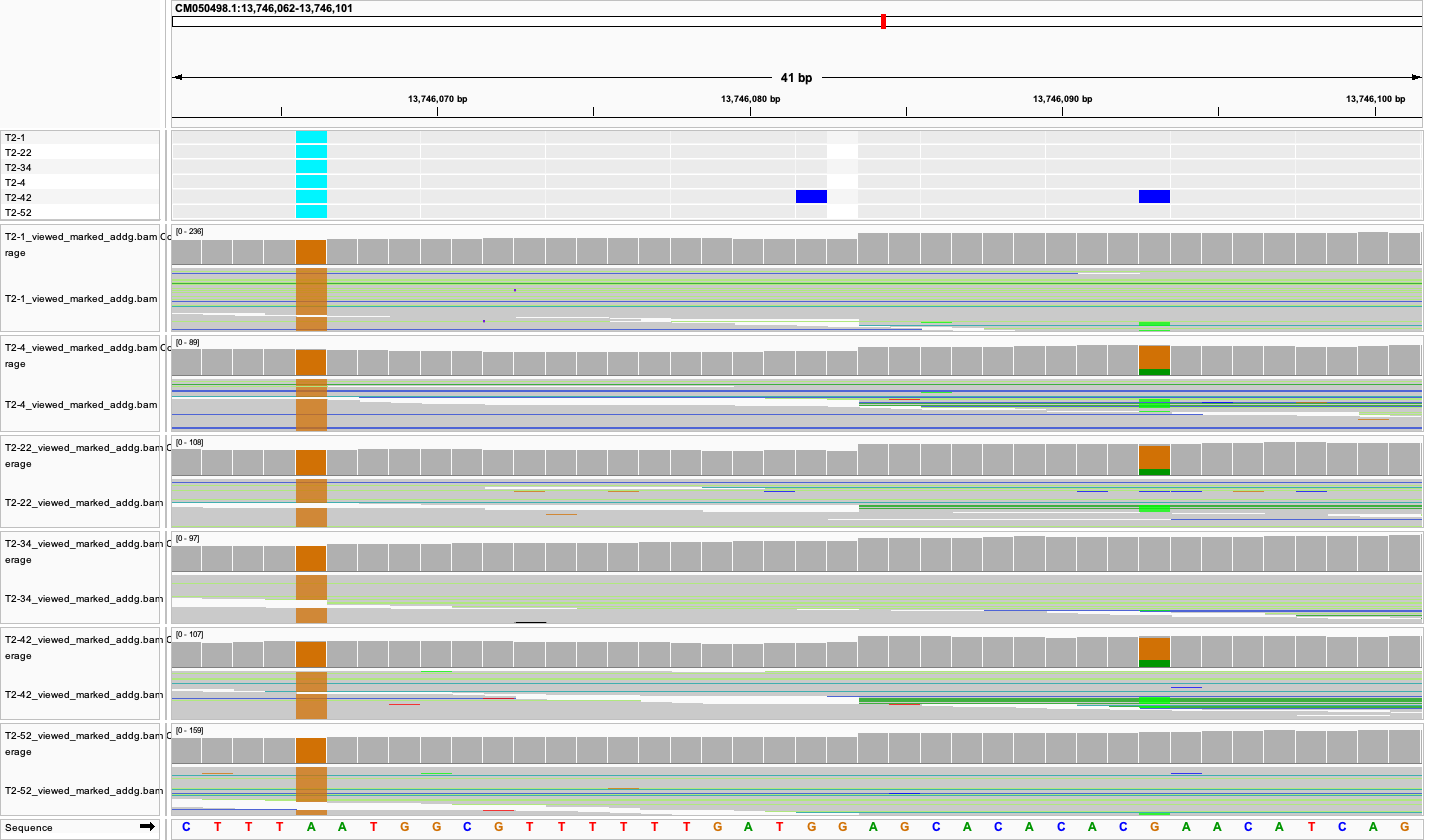 CM050498.1:13,746,062-13,746,101
41 bp
13,746,070 bp 13,746,080 bp 13,746,090 bp 13,746,100 bp
T2-1
T2-22
T2-34
T2-4
T2-42
T2-52
T2-1_viewed_marked_addg.bam Co
rage
[0 - 236]
T2-1_viewed_marked_addg.bam
T2-4_viewed_marked_addg.bam Co
rage
[0 - 89]
T2-4_viewed_marked_addg.bam
T2-22_viewed_marked_addg.bam C
erage
[0 - 108]
T2-22_viewed_marked_addg.bam
T2-34_viewed_marked_addg.bam C
erage
[0 - 97]
T2-34_viewed_marked_addg.bam
T2-42_viewed_marked_addg.bam C
erage
[0 - 107]
T2-42_viewed_marked_addg.bam
T2-52_viewed_marked_addg.bam C
erage
[0 - 159]
T2-52_viewed_marked_addg.bam
Sequence C T T T A A T G G C G T T T T T T G A T G G A G C A C A C A C G A A C A T C A G